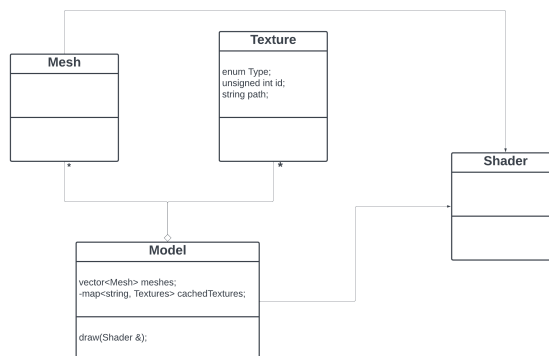 Mesh
*
Texture
enum Type;
unsigned int id;
string path;
*
Shader
Model
vector<Mesh> meshes;
-map<string, Textures> cachedTextures;
draw(Shader &);